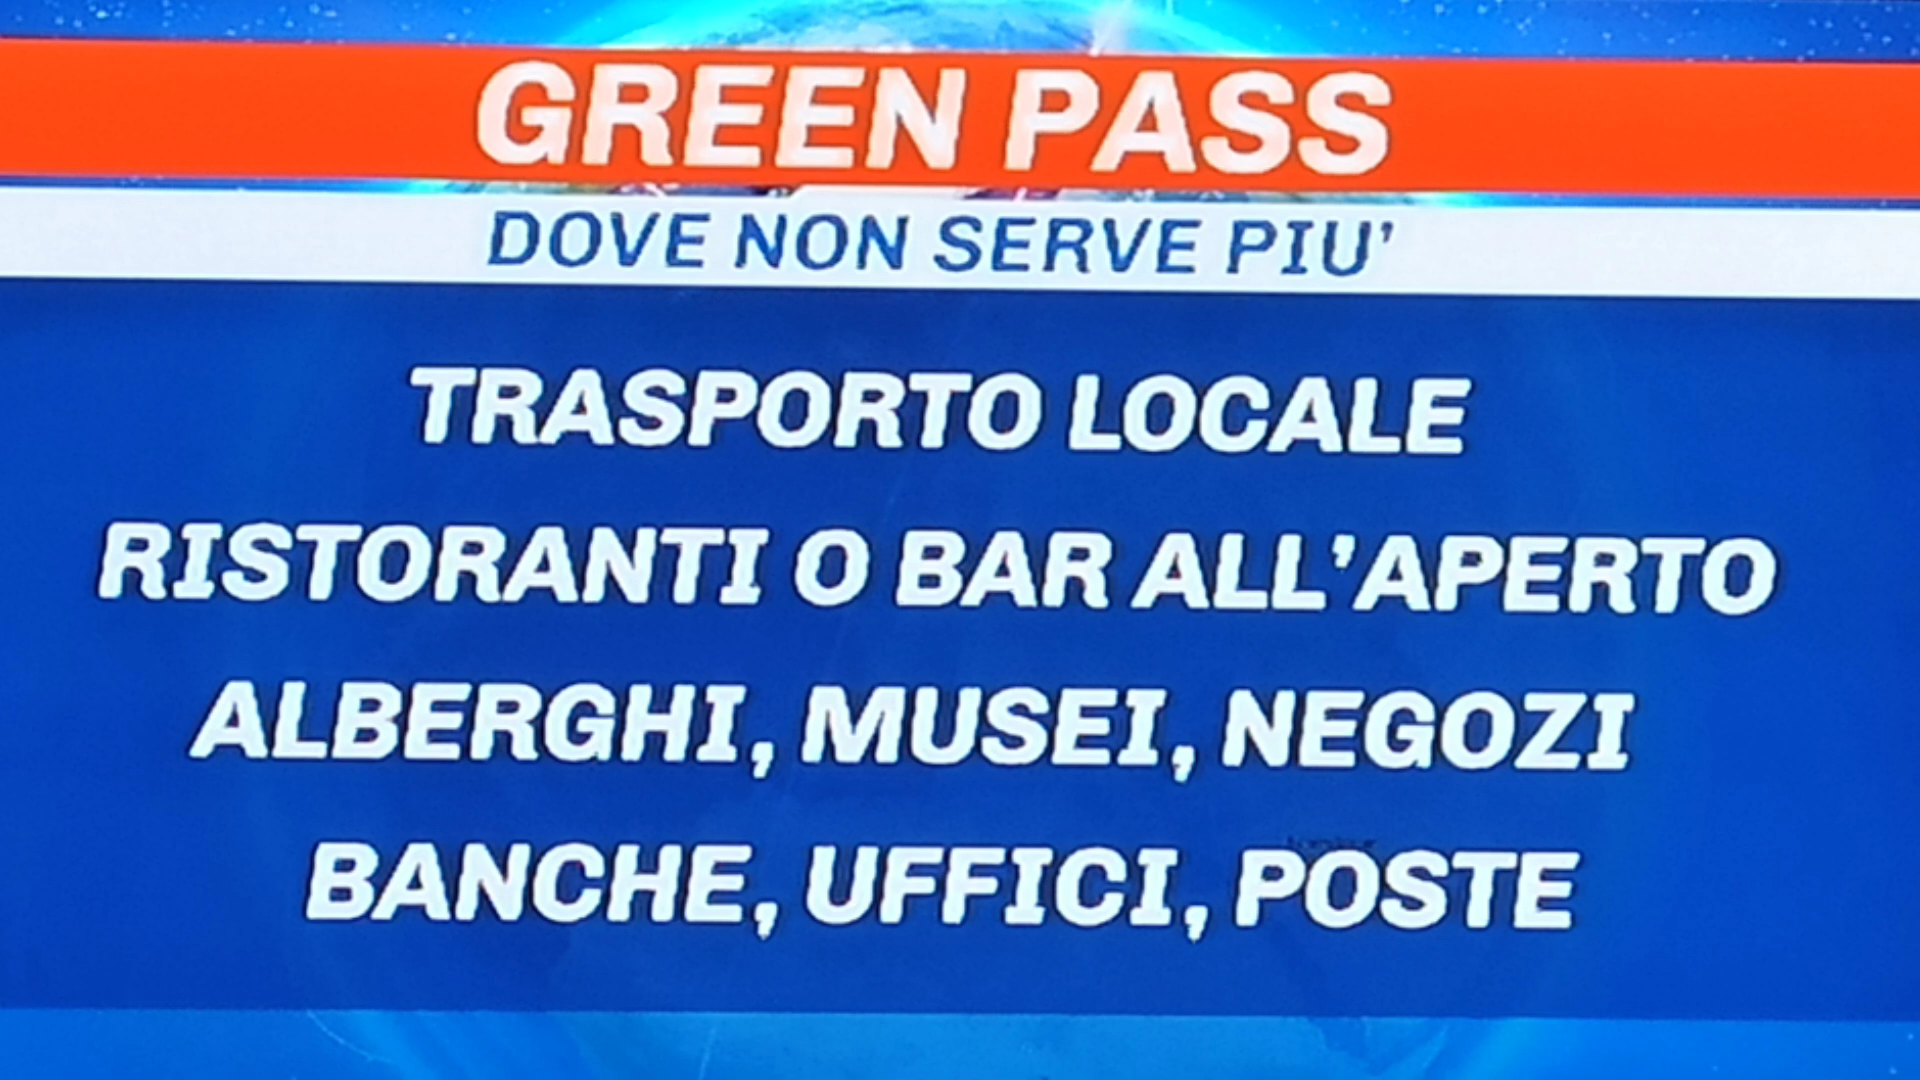 GREEN PASS
DOVE NON SERVE PIU'
TRASPORTO LOCALE
RISTORANTI O BAR ALL'APERTO
ALBERGHI, MUSEI, NEGOZI
BANCHE, UFFICI, POSTE